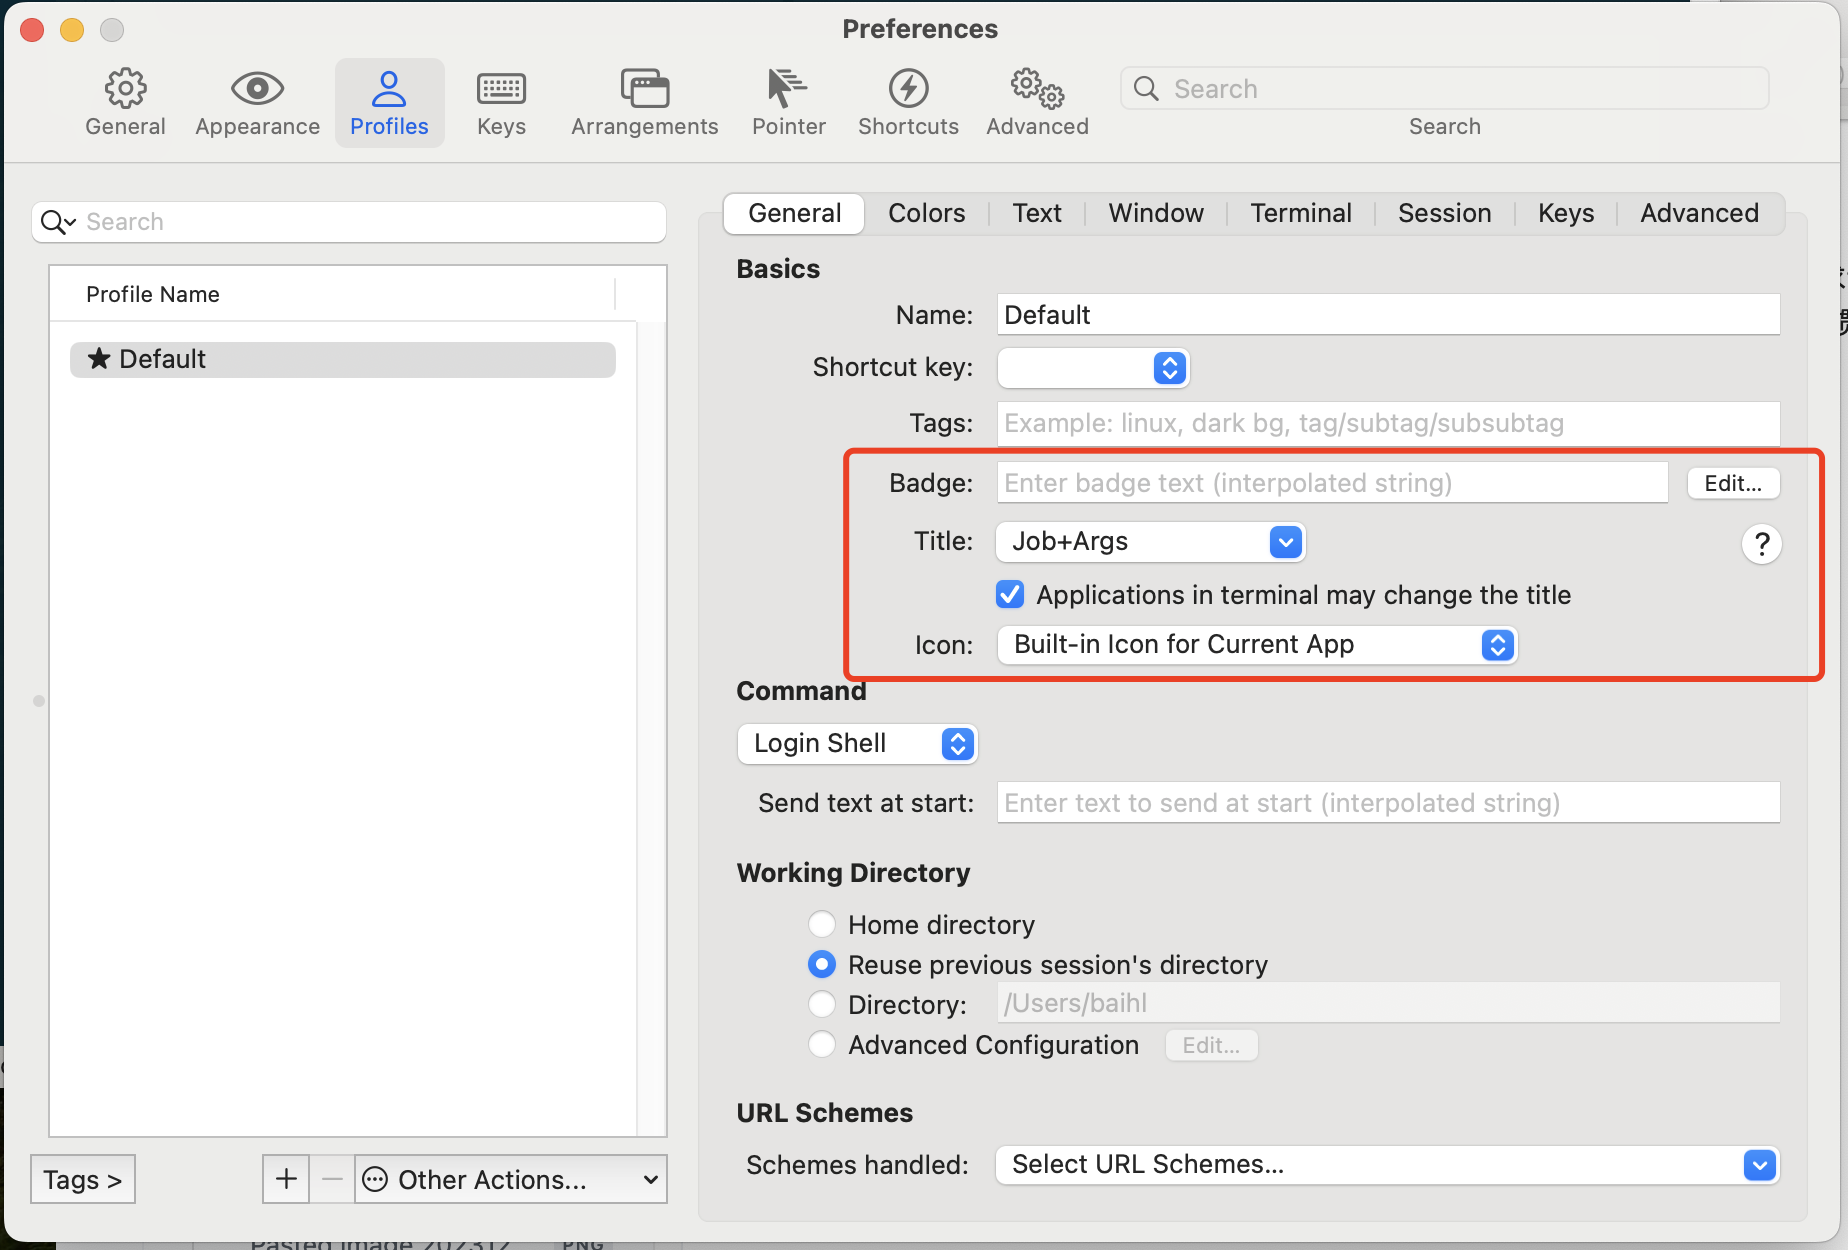 Preferences
General
Appearance
Profiles
Keys
Arrangements
Pointer
Shortcuts
Advanced
Search
Search
Search
Profile Name
★ Default
Tags >
+
−
Other Actions...
General
Colors
Text
Window
Terminal
Session
Keys
Advanced
Basics
Name: Default
Shortcut key:
Tags: Example: linux, dark bg, tag/subtag/subsubtag
Badge: Enter badge text (interpolated string) Edit...
Title: Job+Args ?
Applications in terminal may change the title
Icon: Built-in Icon for Current App
Command
Login Shell
Send text at start: Enter text to send at start (interpolated string)
Working Directory
Home directory
Reuse previous session's directory
Directory: /Users/baihl
Advanced Configuration Edit...
URL Schemes
Schemes handled: Select URL Schemes...
Pasted image 202312
PNG